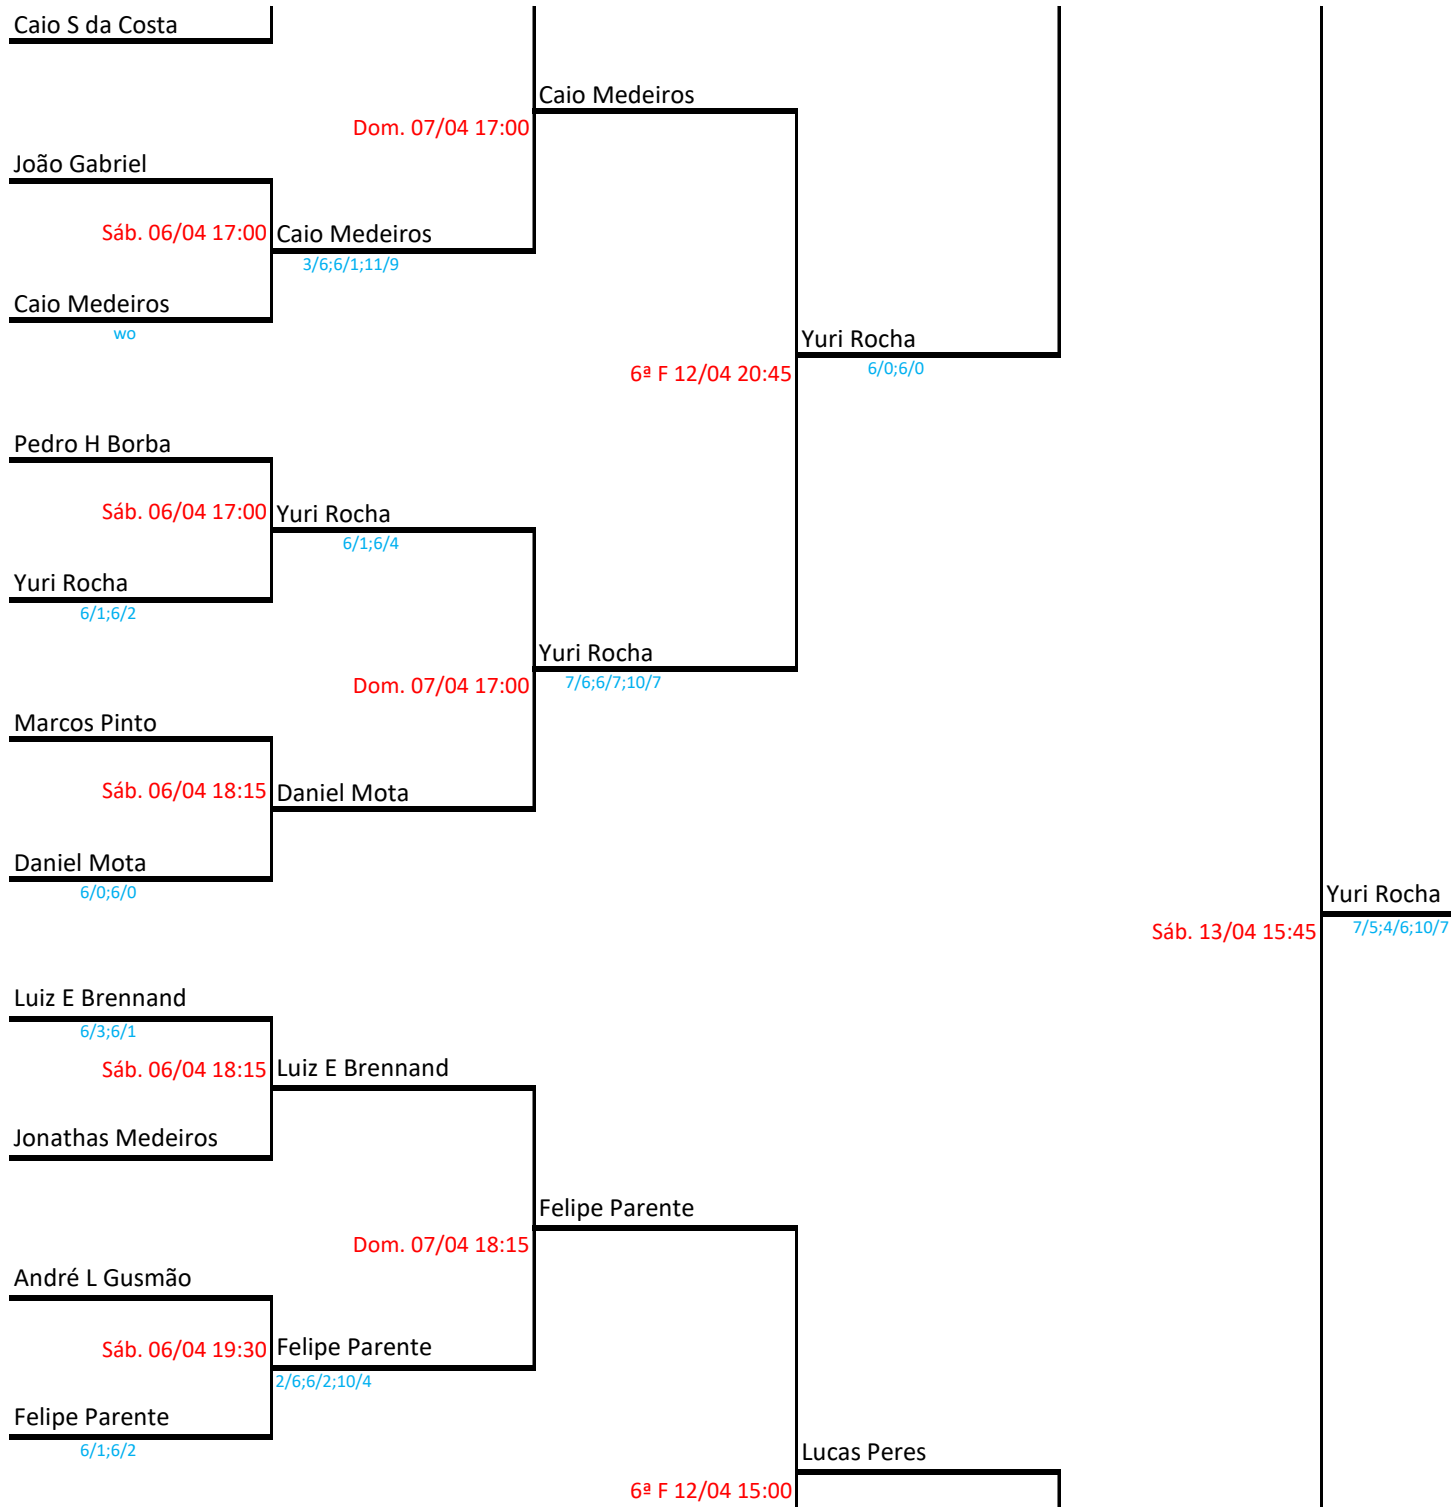 Caio S da Costa
Caio Medeiros
Dom. 07/04 17:00
João Gabriel
Sáb. 06/04 17:00
Caio Medeiros
3/6;6/1;11/9
Caio Medeiros
wo
Yuri Rocha
6/0;6/0
6ª F 12/04 20:45
Pedro H Borba
Sáb. 06/04 17:00
Yuri Rocha
6/1;6/4
Yuri Rocha
6/1;6/2
Yuri Rocha
7/6;6/7;10/7
Dom. 07/04 17:00
Marcos Pinto
Sáb. 06/04 18:15
Daniel Mota
Daniel Mota
6/0;6/0
Yuri Rocha
7/5;4/6;10/7
Sáb. 13/04 15:45
Luiz E Brennand
6/3;6/1
Sáb. 06/04 18:15
Luiz E Brennand
Jonathas Medeiros
Felipe Parente
Dom. 07/04 18:15
André L Gusmão
Sáb. 06/04 19:30
Felipe Parente
2/6;6/2;10/4
Felipe Parente
6/1;6/2
Lucas Peres
6ª F 12/04 15:00